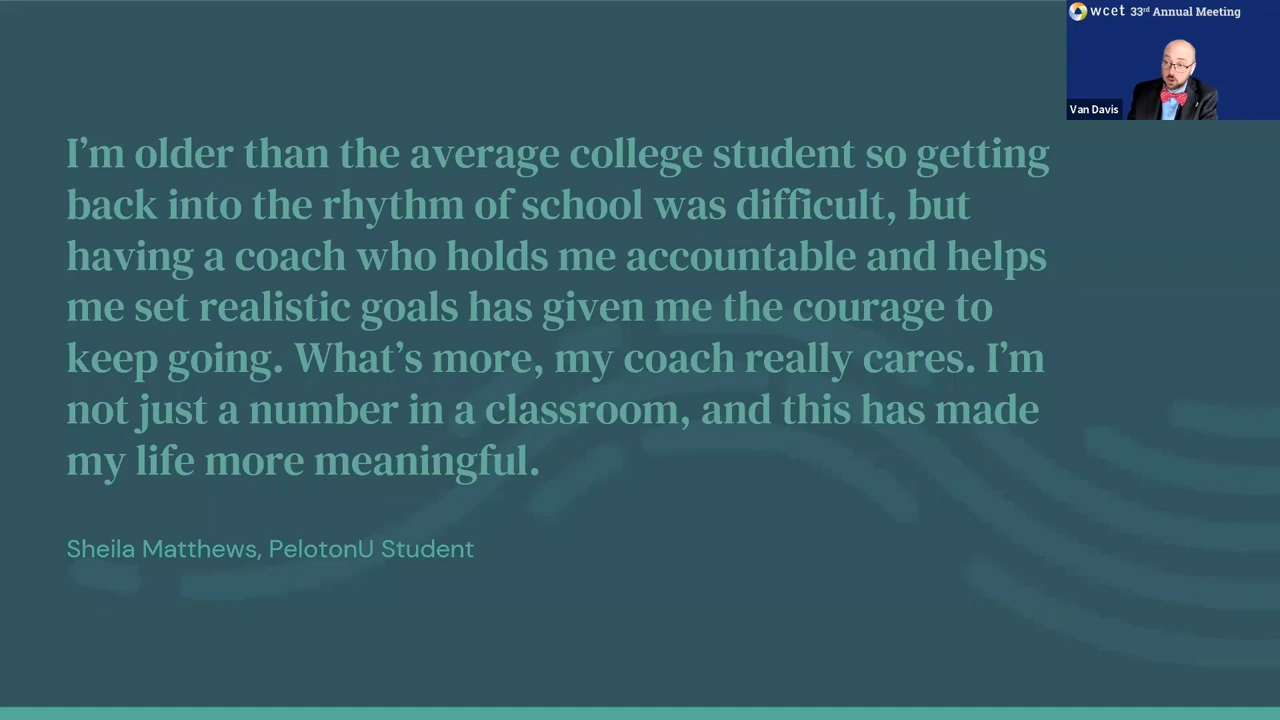 wcet 33rd Annual Meeting
Van Davis
I’m older than the average college student so getting
back into the rhythm of school was difficult, but
having a coach who holds me accountable and helps
me set realistic goals has given me the courage to
keep going. What’s more, my coach really cares. I’m
not just a number in a classroom, and this has made
my life more meaningful.
Sheila Matthews, PelotonU Student